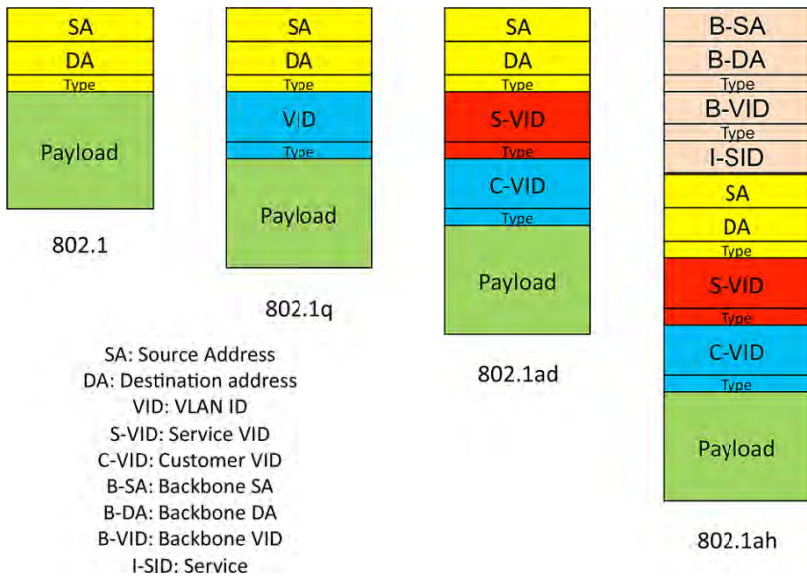 SA
DA
Type
Payload
802.1
SA
DA
Type
VID
Type
Payload
802.1q
SA
DA
Type
S-VID
Type
C-VID
Type
Payload
802.1ad
B-SA
B-DA
Type
B-VID
Type
I-SID
SA
DA
Type
S-VID
Type
C-VID
Type
Payload
802.1ah
SA: Source Address
DA: Destination address
VID: VLAN ID
S-VID: Service VID
C-VID: Customer VID
B-SA: Backbone SA
B-DA: Backbone DA
B-VID: Backbone VID
I-SID: Service